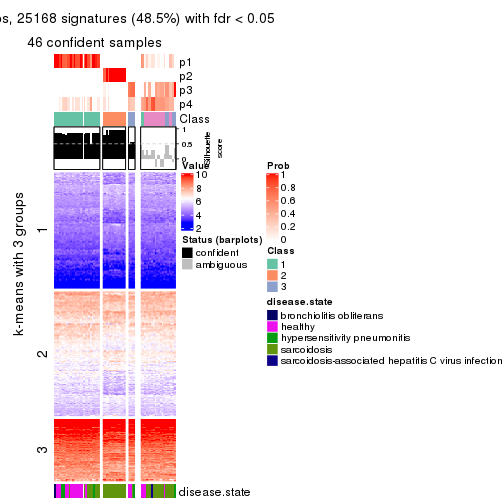 os, 25168 signatures (48.5%) with fdr < 0.05
46 confident samples
p1
p2
p3
p4
Class
1
0.5
0
Silhouette
score
k-means with 3 groups
1
2
3
disease.state
Value
10
8
6
4
2
Status (barplots)
confident
ambiguous
Prob
1
0.8
0.6
0.4
0.2
0
Class
1
2
3
disease.state
bronchiolitis obliterans
healthy
hypersensitivity pneumonitis
sarcoidosis
sarcoidosis-associated hepatitis C virus infection